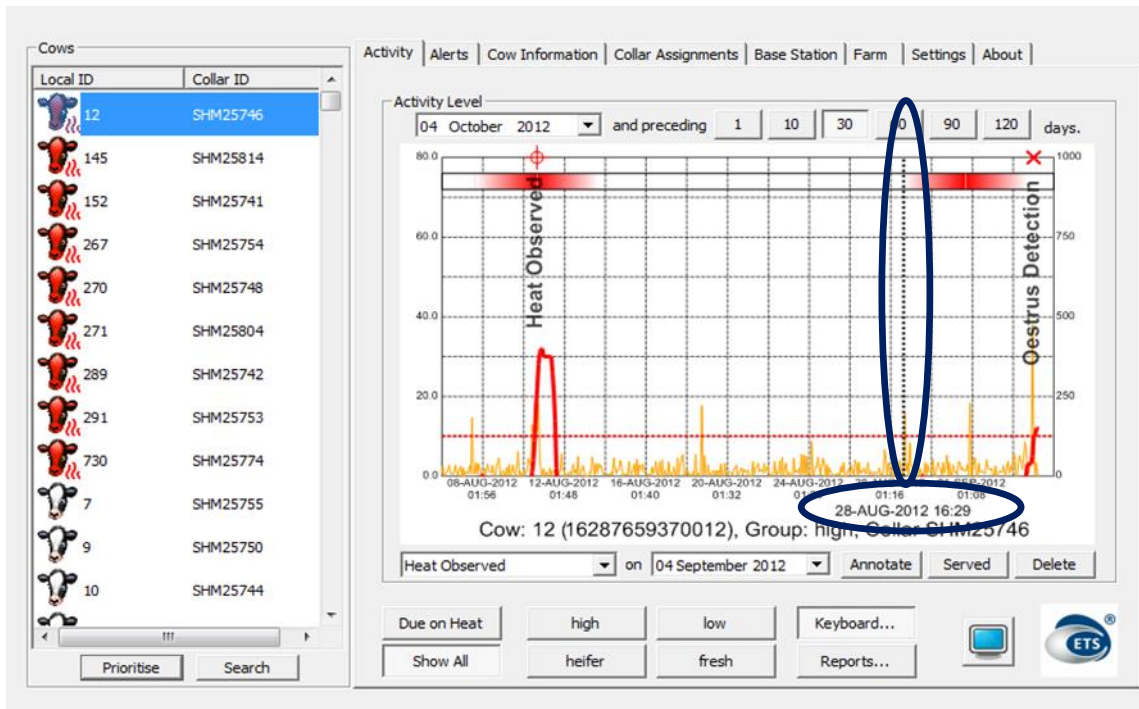 Cows
Local ID Collar ID
12 SHM25746
145 SHM25814
152 SHM25741
267 SHM25754
270 SHM25748
271 SHM25804
289 SHM25742
291 SHM25753
730 SHM25774
7 SHM25755
9 SHM25750
10 SHM25744
Prioritise Search
Activity Alerts Cow Information Collar Assignments Base Station Farm Settings About
Activity Level
04 October 2012 and preceding 1 10 30 90 120 days.
80.0 1000
60.0 750
40.0 500
20.0 250
0.0 0
Heat Observed
Oestrus Detection
08-AUG-2012 12-AUG-2012 16-AUG-2012 20-AUG-2012 24-AUG-2012
01:56 01:48 01:40 01:32 01:16 01:08
28-AUG-2012 16:29
Cow: 12 (16287659370012), Group: high, Collar SHM25746
Heat Observed on 04 September 2012 Annotate Served Delete
Due on Heat high low Keyboard...
Show All heifer fresh Reports...
ETS ®